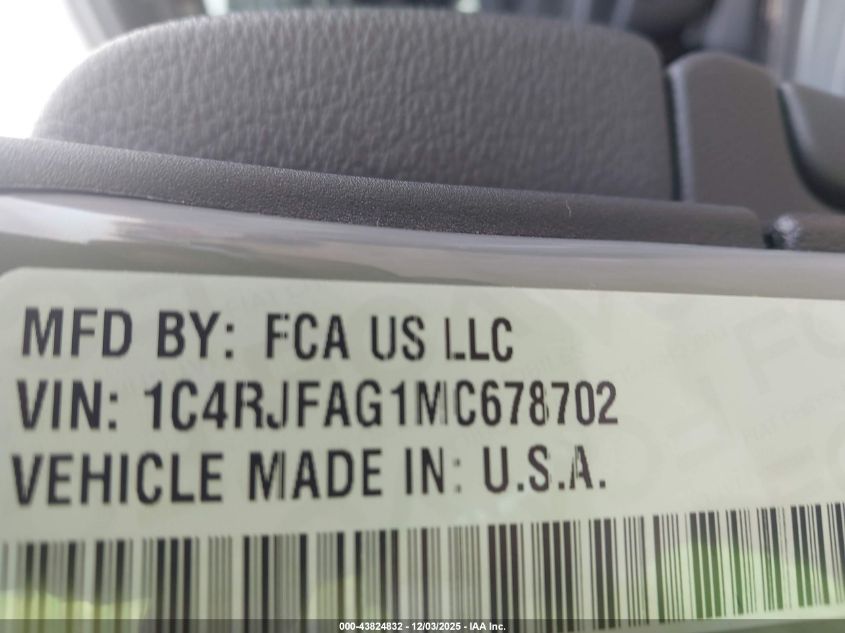 MFD BY: FCA US LLC
VIN: 1C4RJFAG1MC678702
VEHICLE MADE IN: U.S.A.
000-43824832 - 12/03/2025 - IAA Inc.